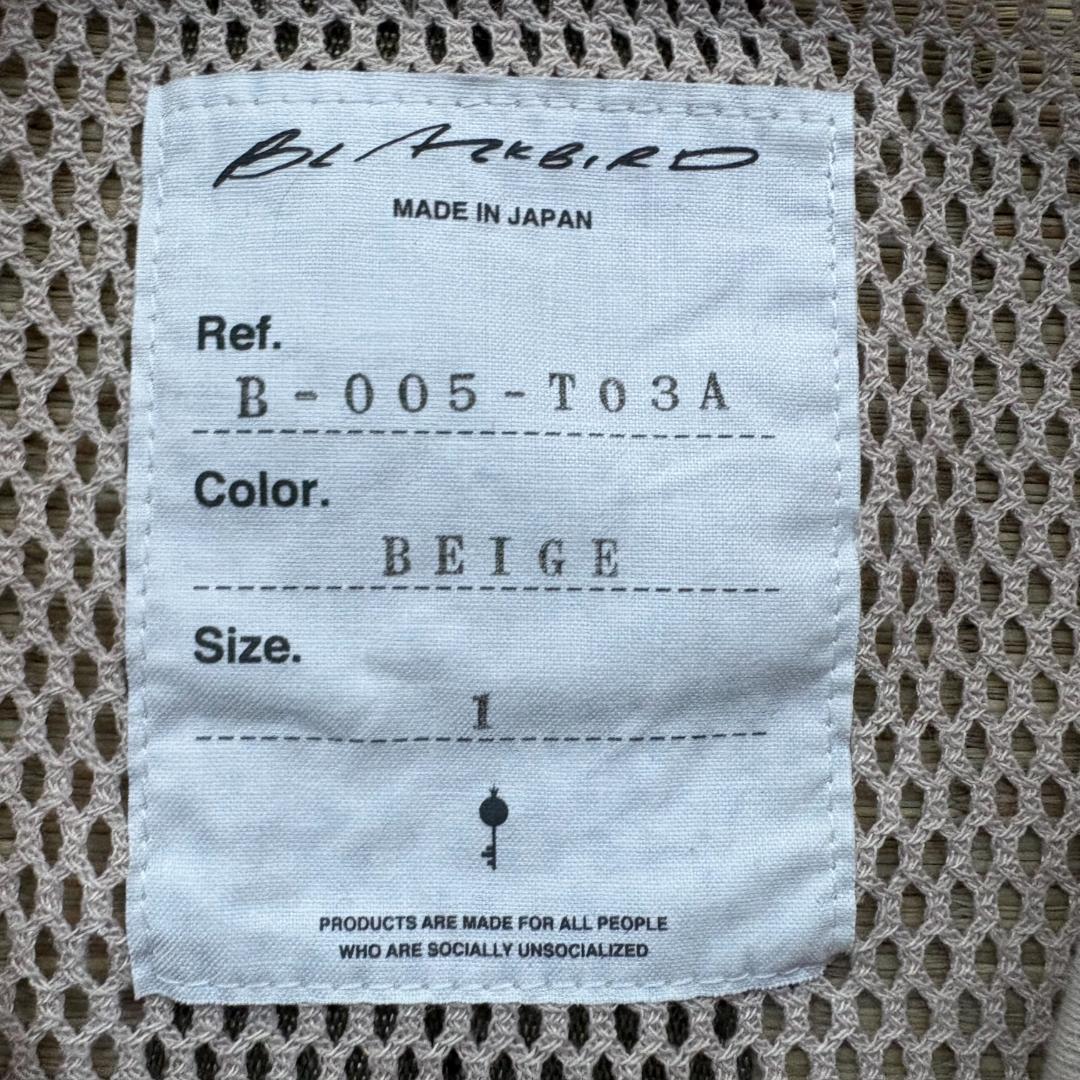 BLACKBIRD
MADE IN JAPAN
Ref.
B-005-T03A
Color.
BEIGE
Size.
1
PRODUCTS ARE MADE FOR ALL PEOPLE
WHO ARE SOCIALLY UNSOCIALIZED